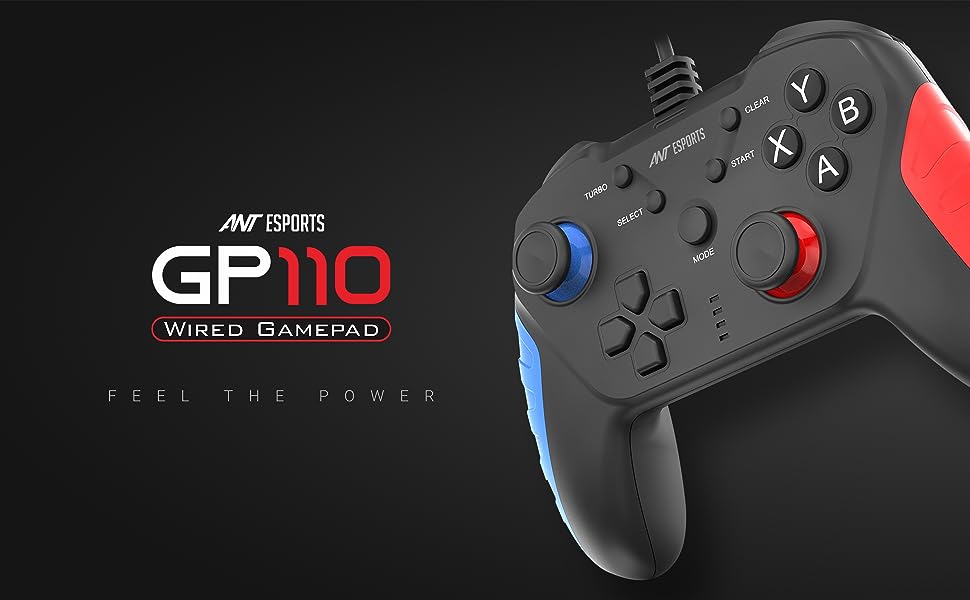 ANT ESPORTS
GP110
WIRED GAMEPAD
FEEL THE POWER
ANT ESPORTS
TURBO
SELECT
MODE
CLEAR
START
Y
B
X
A